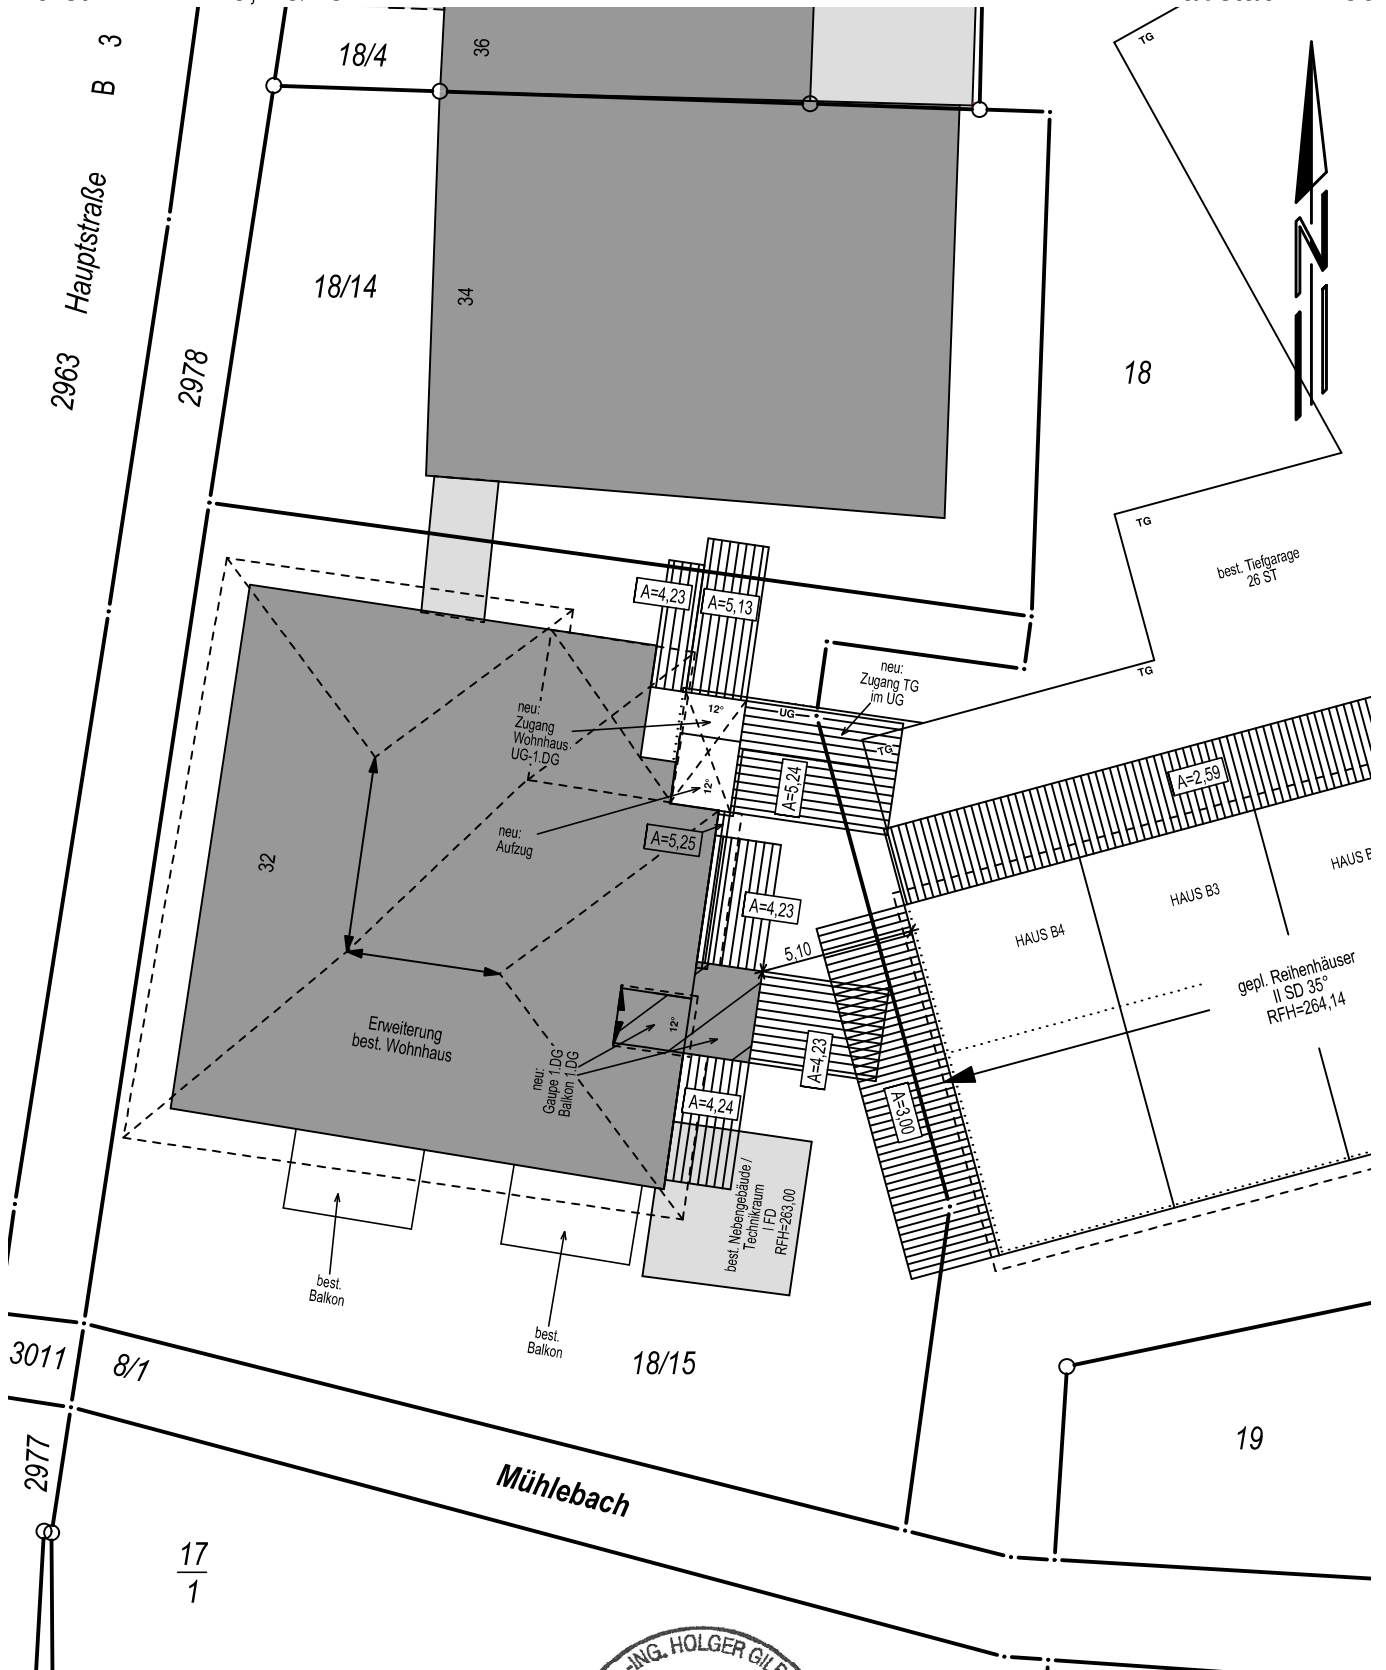 18/4
36
B 3
TG
Hauptstraße
18/14
34
2963
2978
18
N
TG
best. Tiefgarage
26 ST
A=4,23
A=5,13
TG
neu:
Zugang TG
im UG
neu:
Zugang
Wohnhaus
UG-1.DG
12°
UG
TG
A=5,24
A=2,59
12°
neu:
Aufzug
A=5,25
32
HAUS B3
A=4,23
HAUS B4
5,10
gepl. Reihenhäuser
II SD 35°
RFH=264,14
Erweiterung
best. Wohnhaus
12°
neu:
Gaupe 1.DG
Balkon 1.DG
A=4,23
A=4,24
A=3,00
best. Nebengebäude /
Technikraum
I FD
RFH=263,00
best.
Balkon
best.
Balkon
3011
8/1
18/15
19
2977
Mühlebach
17
1
-ING. HOLGER